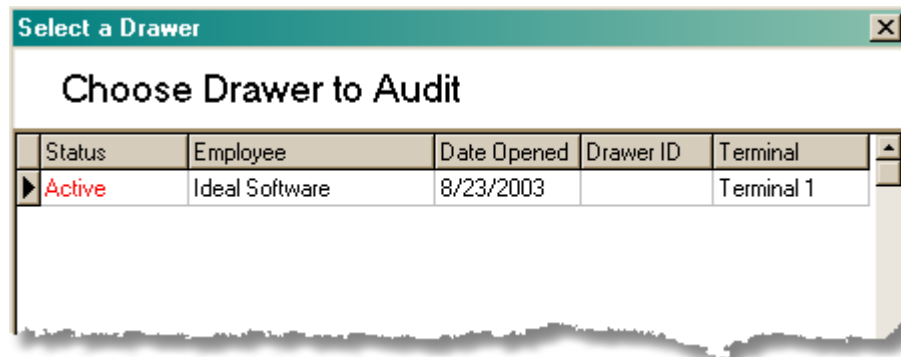 Select a Drawer
Choose Drawer to Audit
Status Employee Date Opened Drawer ID Terminal
Active Ideal Software 8/23/2003 Terminal 1